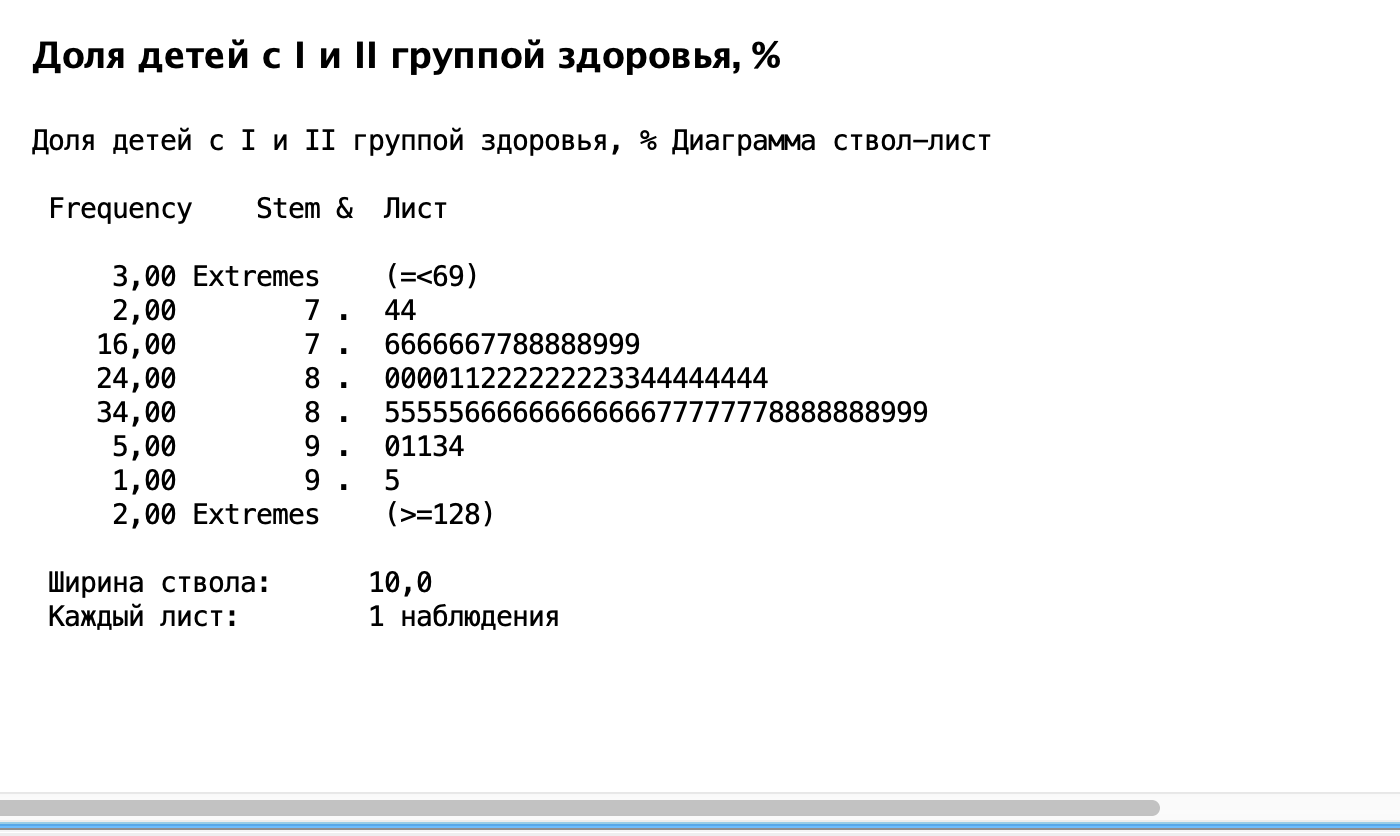 Доля детей с I и II группой здоровья, %
Доля детей с I и II группой здоровья, % Диаграмма ствол-лист
Frequency Stem & Лист
3,00 Extremes (=<69)
2,00 7 . 44
16,00 7 . 6666667788888999
24,00 8 . 000011222222223344444444
34,00 8 . 5555566666666666677777778888888999
5,00 9 . 01134
1,00 9 . 5
2,00 Extremes (>=128)
Ширина ствола: 10,0
Каждый лист: 1 наблюдения